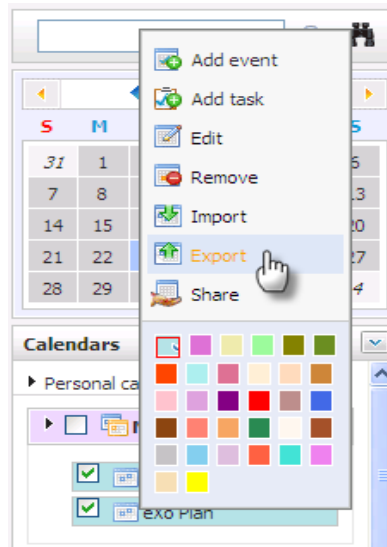 Add event
Add task
S M S
Edit
31 1 6
Remove
7 8 13
Import
14 15 20
Export
21 22 27
Share
28 29 4
Calendars
Personal ca
exo Plan